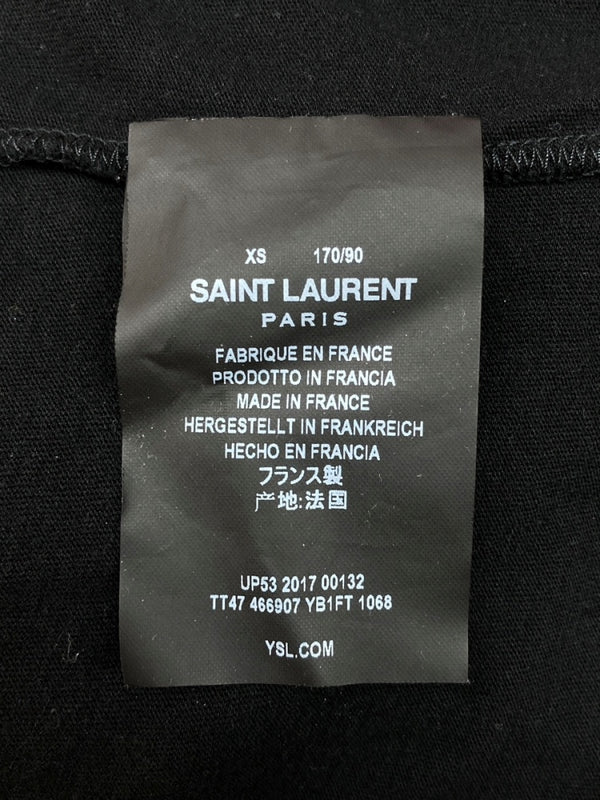 XS 170/90
SAINT LAURENT
PARIS
FABRIQUE EN FRANCE
PRODOTTO IN FRANCIA
MADE IN FRANCE
HERGESTELLT IN FRANKREICH
HECHO EN FRANCIA
フランス製
产地:法国
UP53 2017 00132
TT47 466907 YB1FT 1068
YSL.COM